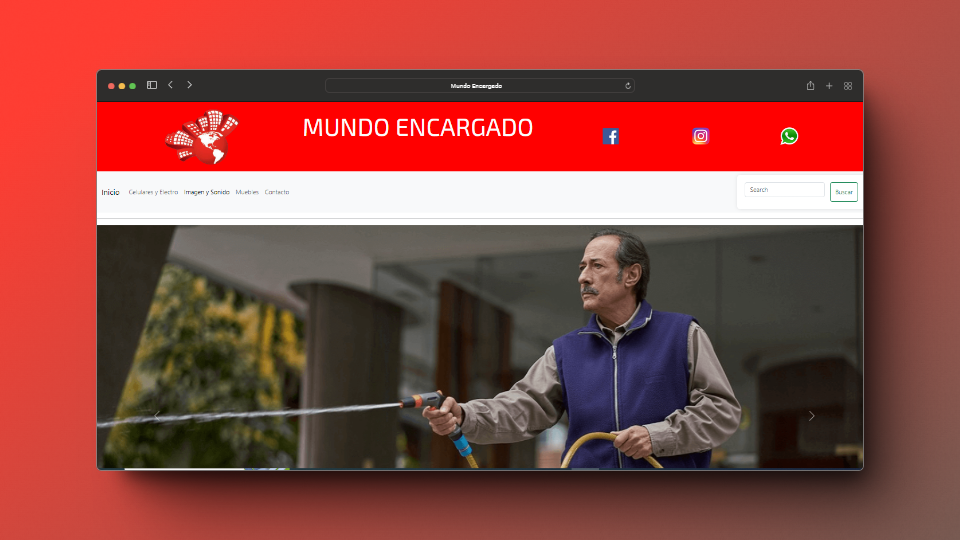 Mundo Encargado
MUNDO ENCARGADO
Inicio Celulares y Electro Imagen y Sonido Muebles Contacto
Search
Buscar